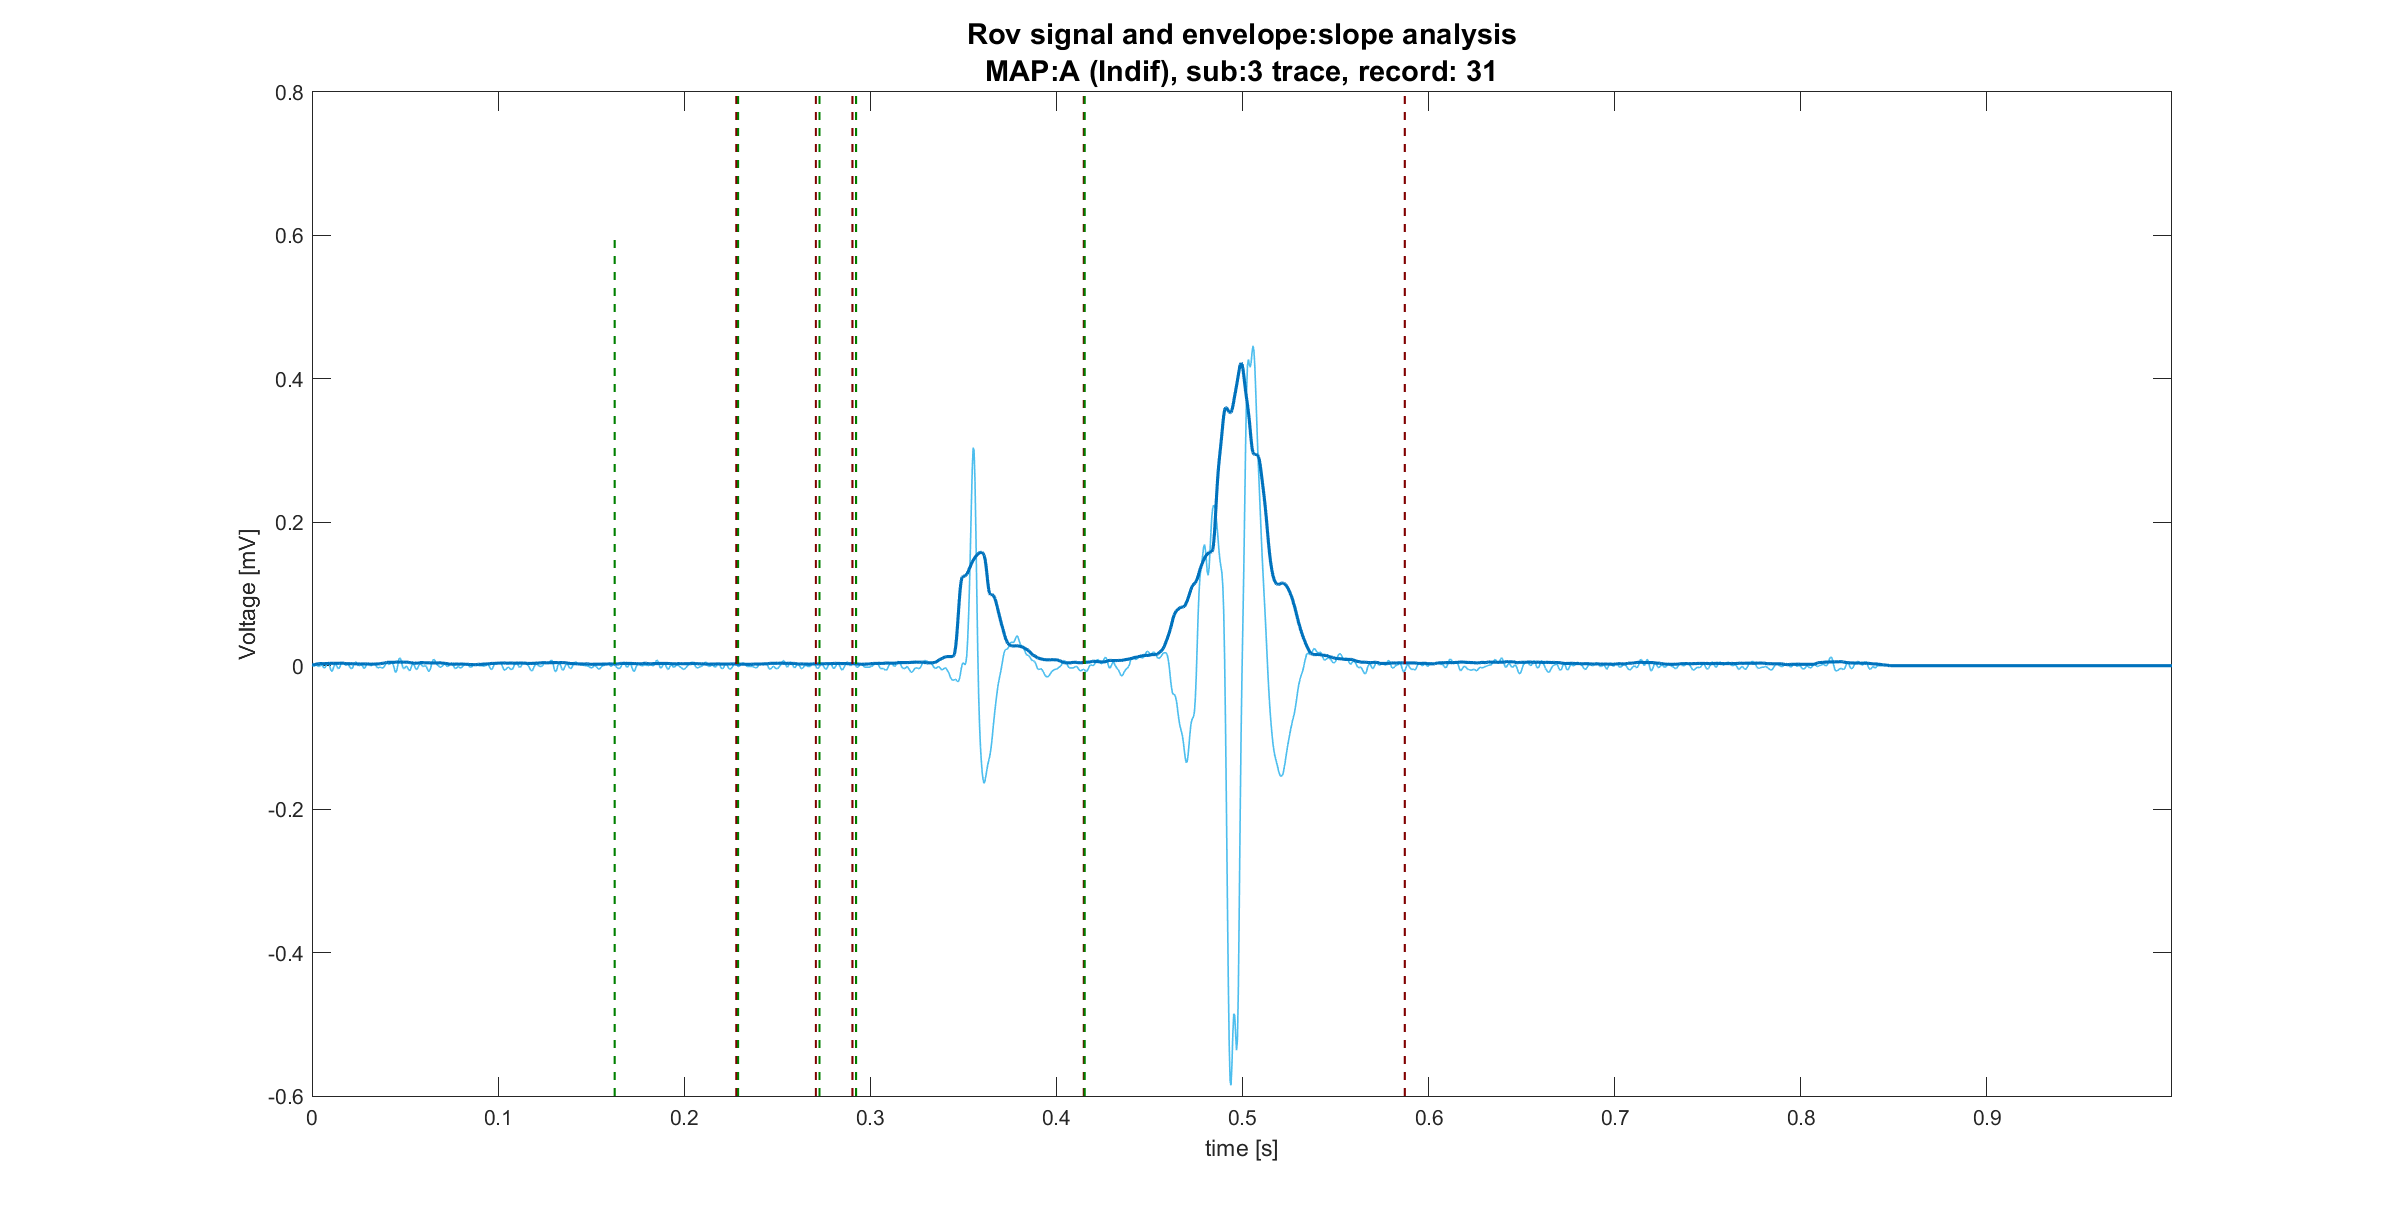 Rov signal and envelope:slope analysis
MAP:A (Indif), sub:3 trace, record: 31
0.8
0.6
0.4
0.2
0
-0.2
-0.4
-0.6
Voltage [mV]
0 0.1 0.2 0.3 0.4 0.5 0.6 0.7 0.8 0.9
time [s]